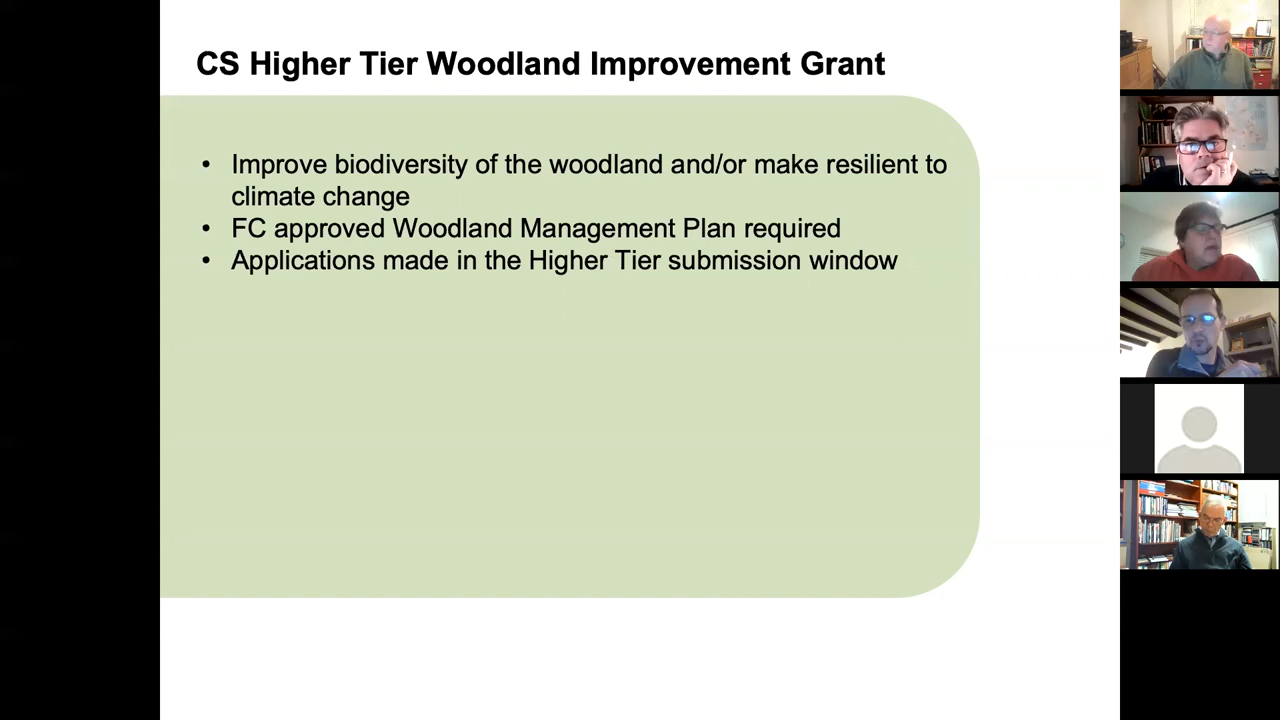 CS Higher Tier Woodland Improvement Grant
• Improve biodiversity of the woodland and/or make resilient to
climate change
• FC approved Woodland Management Plan required
• Applications made in the Higher Tier submission window